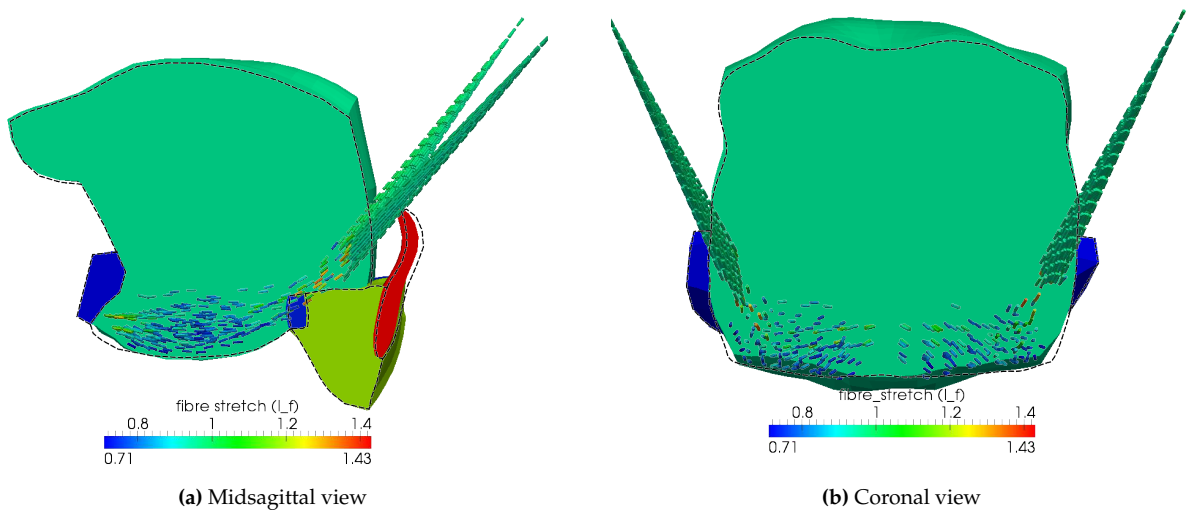 fibre stretch (l_f)
0.8 1 1.2 1.4
0.71 1.43
(a) Midsagittal view
fibre_stretch (l_f)
0.8 1 1.2 1.4
0.71 1.43
(b) Coronal view